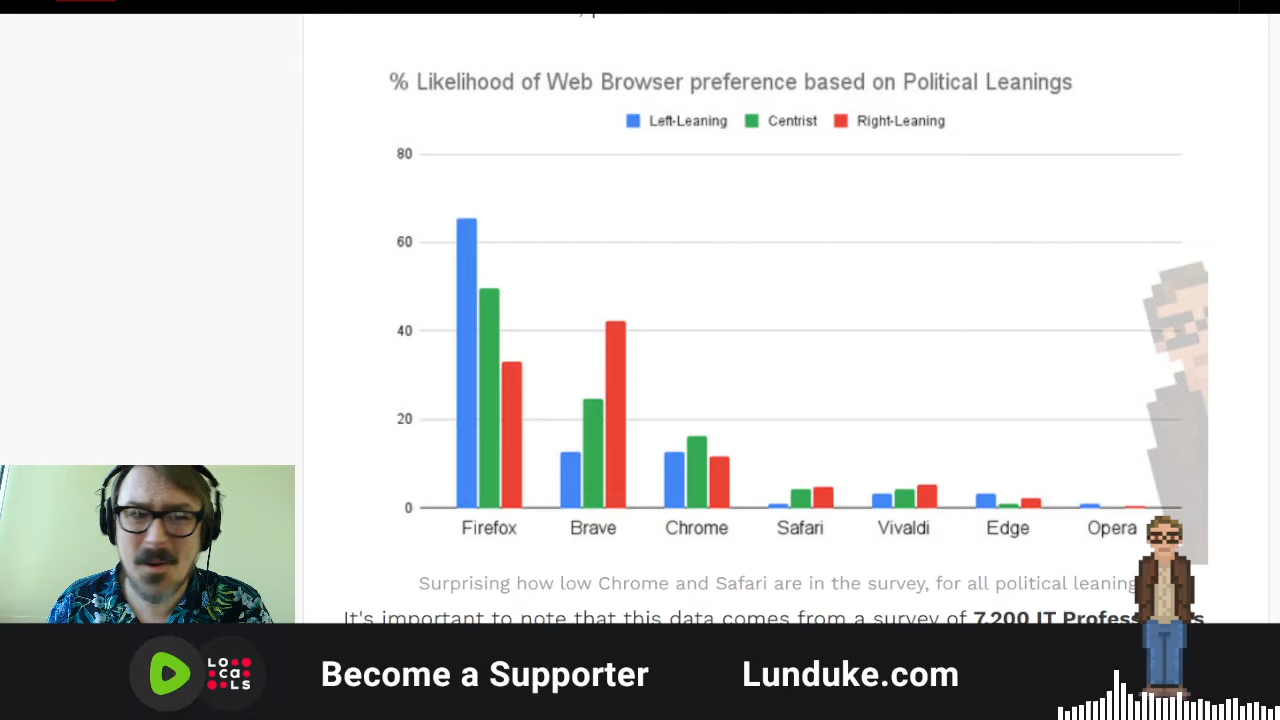 % Likelihood of Web Browser preference based on Political Leanings
Left-Leaning Centrist Right-Leaning
80
60
40
20
0
Firefox Brave Chrome Safari Vivaldi Edge Opera
Surprising how low Chrome and Safari are in the survey, for all political leaning
It's important to note that this data comes from a survey of 7,200 IT
LO
Ca
LS
Become a Supporter Lunduke.com